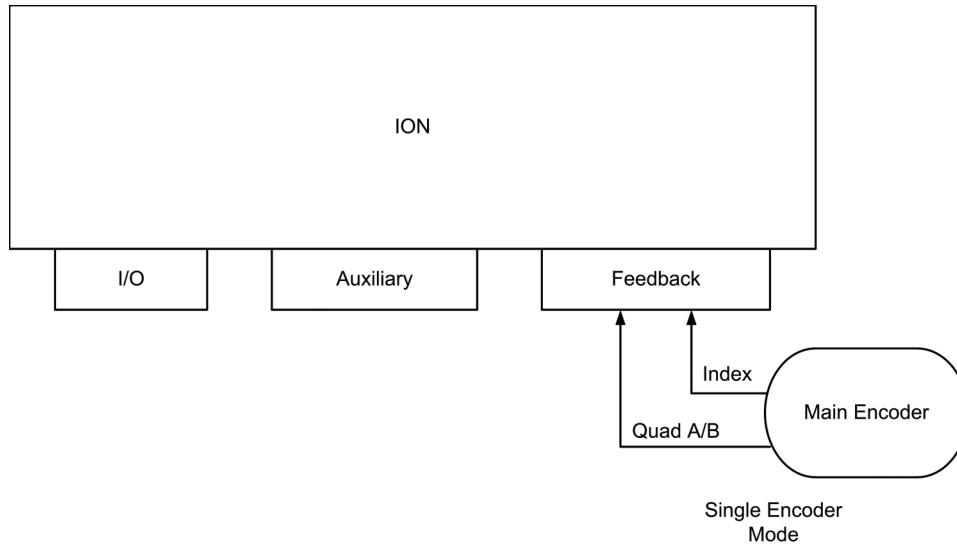 ION
I/O
Auxiliary
Feedback
Index
Main Encoder
Quad A/B
Single Encoder
Mode